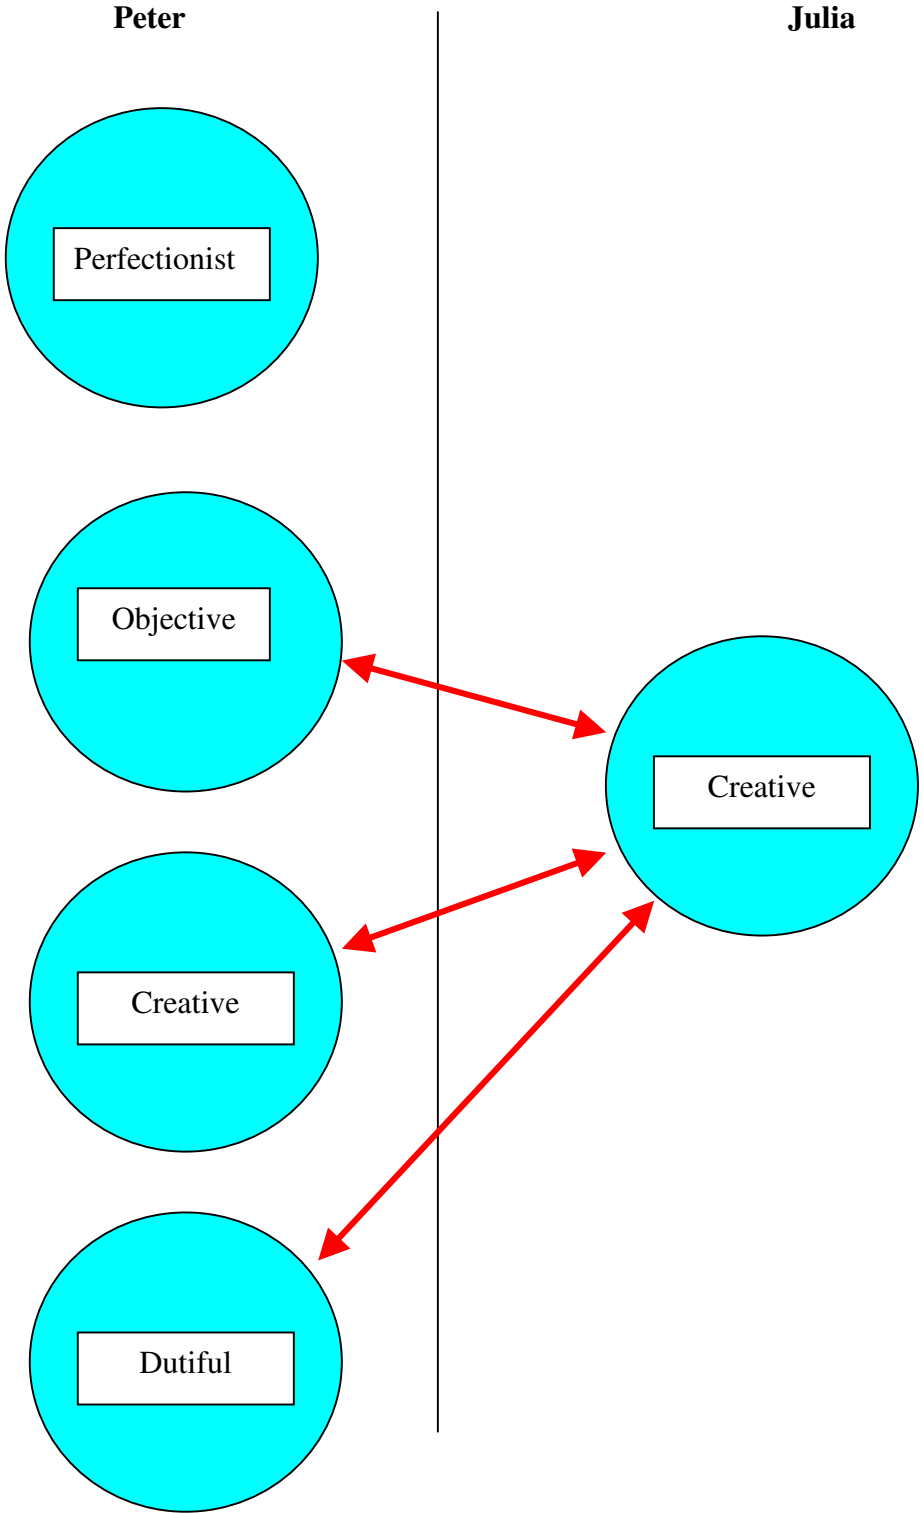 Peter
Julia
Perfectionist
Objective
Creative
Creative
Dutiful